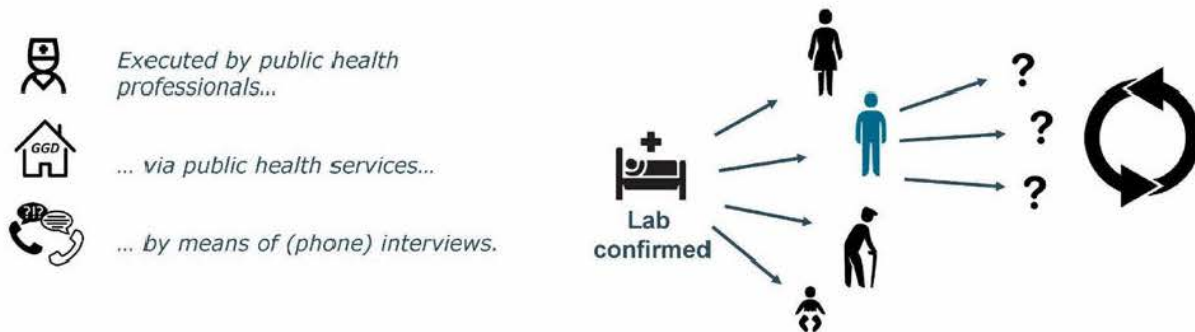 Executed by public health
professionals...
GGD
... via public health services...
?!?
... by means of (phone) interviews.
Lab
confirmed
?
?
?